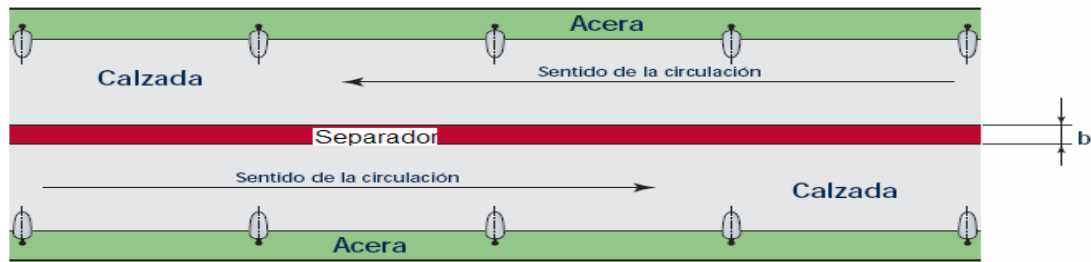 Acera
Calzada
Sentido de la circulación
Separador
b
Sentido de la circulación
Calzada
Acera